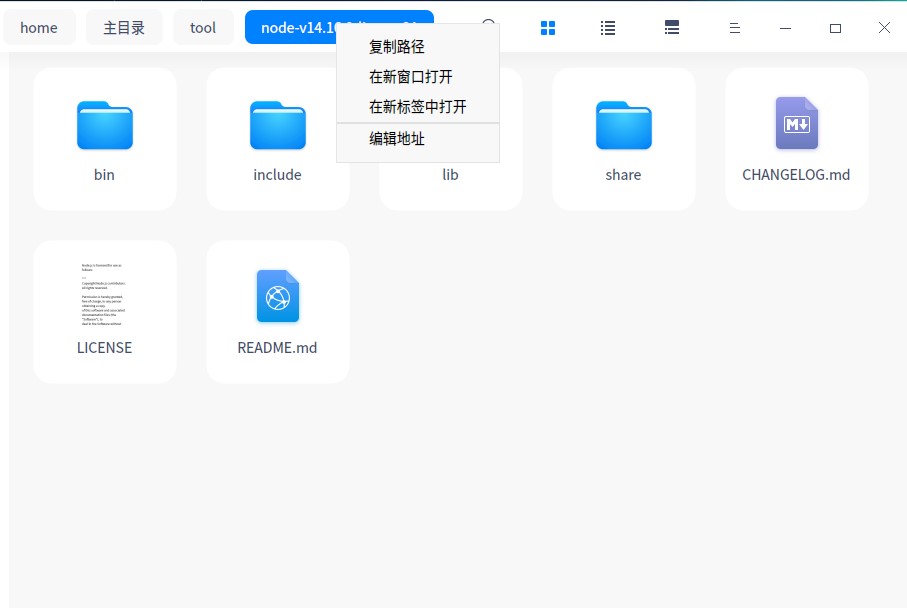 home
主目录
tool
node-v14.1
复制路径
在新窗口打开
在新标签中打开
编辑地址
bin
include
lib
share
CHANGELOG.md
M
LICENSE
README.md